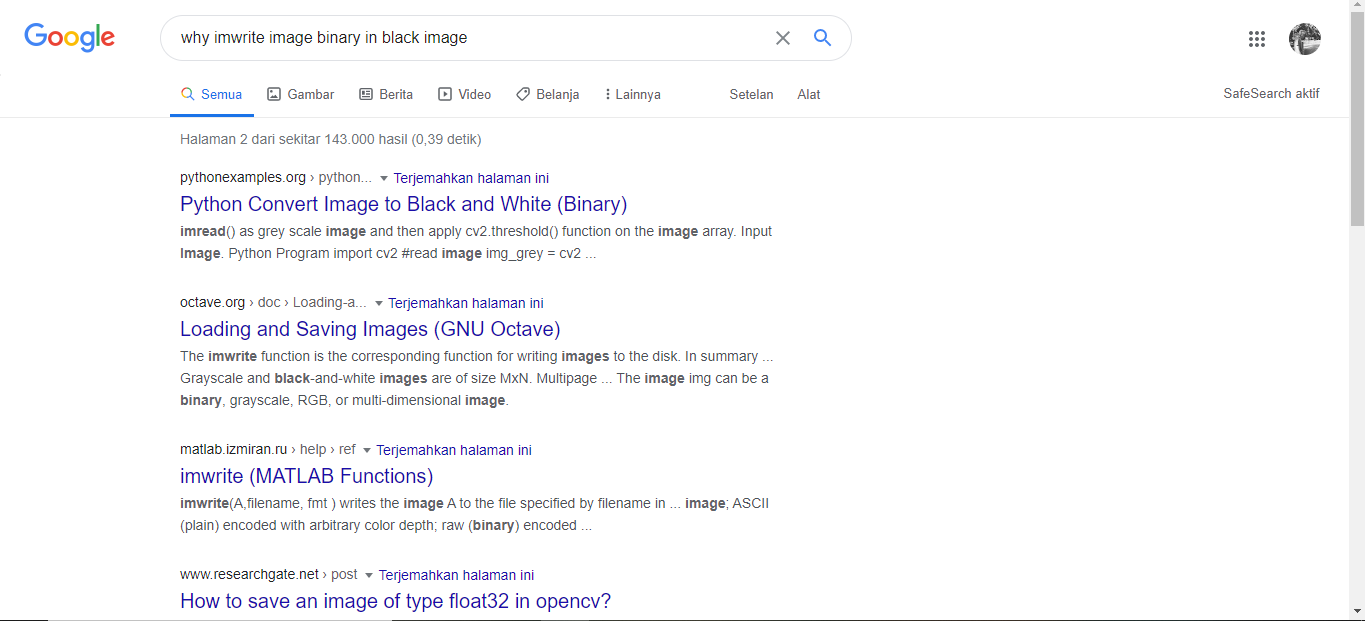 Google
why imwrite image binary in black image
Semua Gambar Berita Video Belanja Lainnya Setelan Alat SafeSearch aktif
Halaman 2 dari sekitar 143.000 hasil (0,39 detik)
pythonexamples.org › python... Terjemahkan halaman ini
Python Convert Image to Black and White (Binary)
imread() as grey scale image and then apply cv2.threshold() function on the image array. Input
Image. Python Program import cv2 #read image img_grey = cv2 ...
octave.org › doc › Loading-a... Terjemahkan halaman ini
Loading and Saving Images (GNU Octave)
The imwrite function is the corresponding function for writing images to the disk. In summary ...
Grayscale and black-and-white images are of size MxN. Multipage ... The image img can be a
binary, grayscale, RGB, or multi-dimensional image.
matlab.izmiran.ru › help › ref Terjemahkan halaman ini
imwrite (MATLAB Functions)
imwrite(A,filename, fmt ) writes the image A to the file specified by filename in ... image; ASCII
(plain) encoded with arbitrary color depth; raw (binary) encoded ...
www.researchgate.net › post Terjemahkan halaman ini
How to save an image of type float32 in opencv?